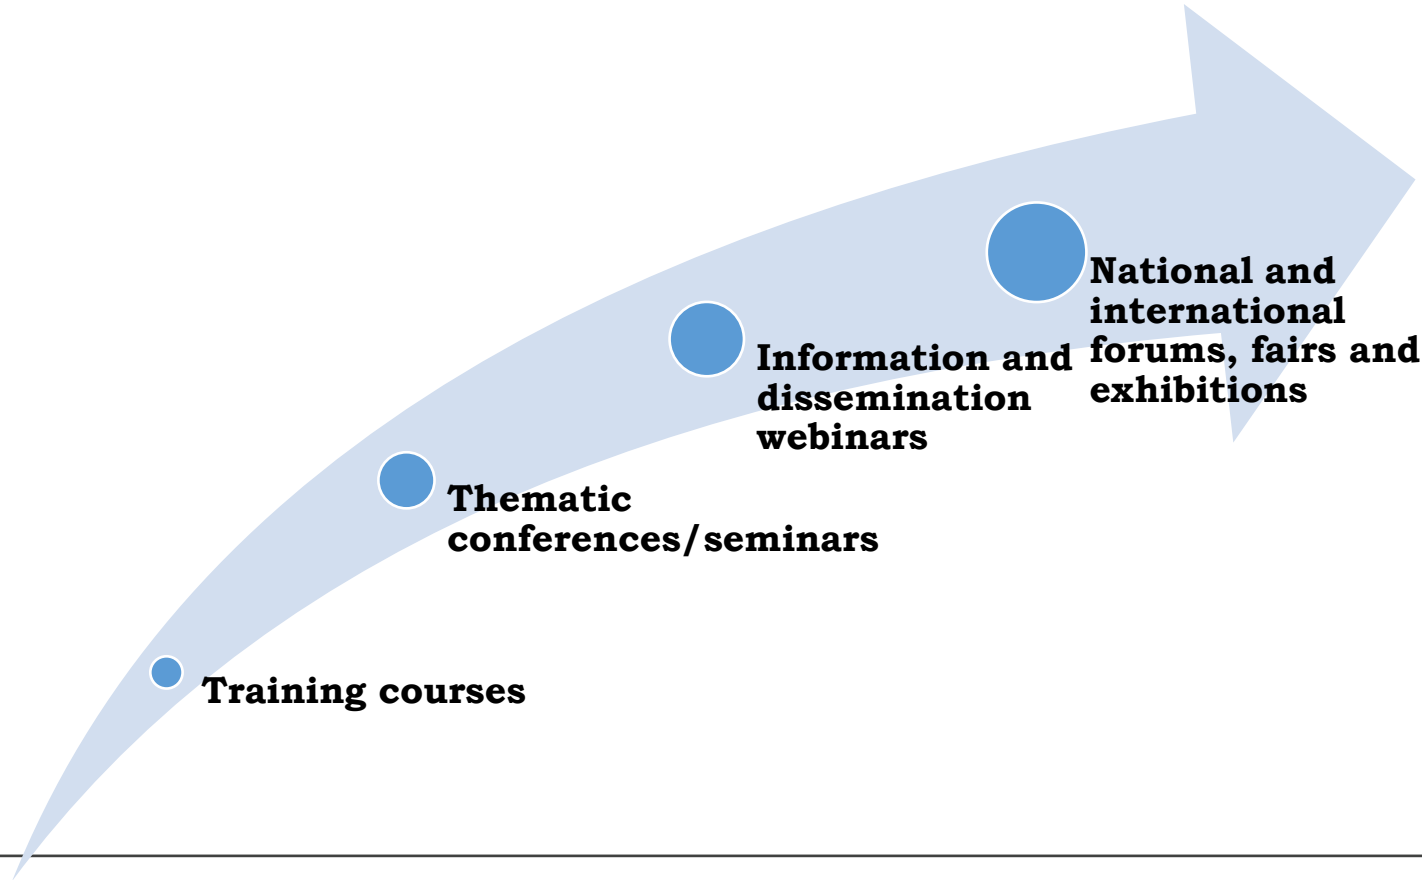 National and
international
forums, fairs and
exhibitions
Information and
dissemination
webinars
Thematic
conferences/seminars
Training courses